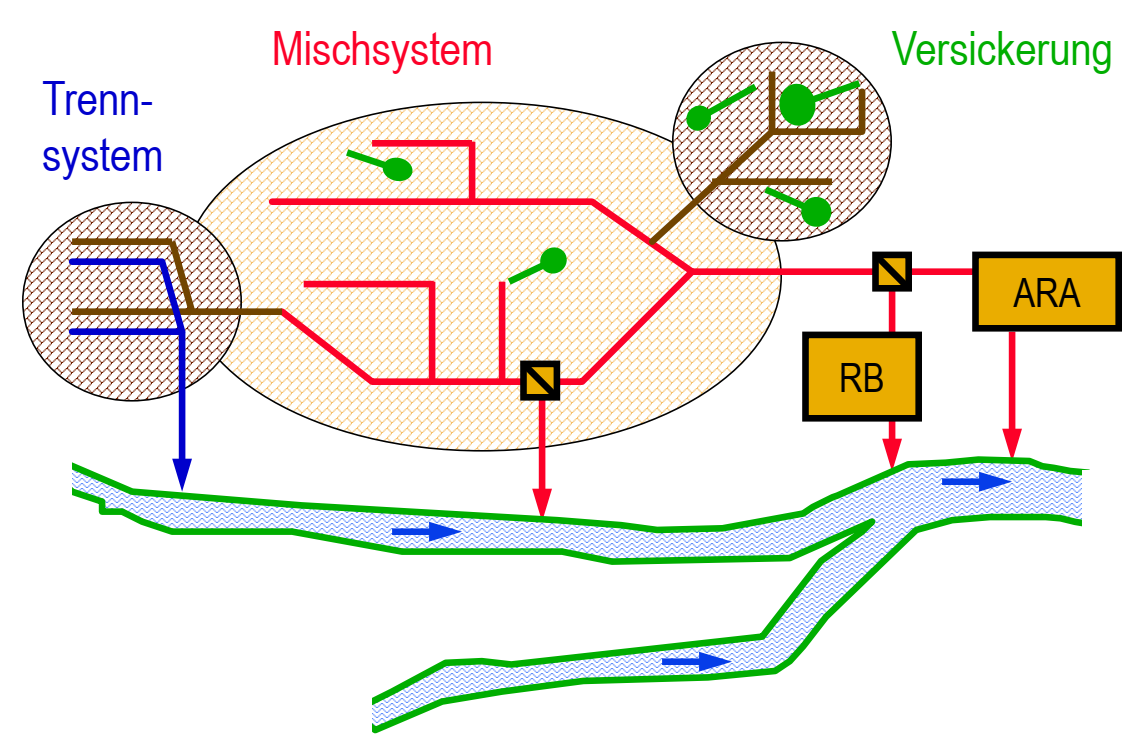 Mischsystem
Versickerung
Trenn-
system
ARA
RB